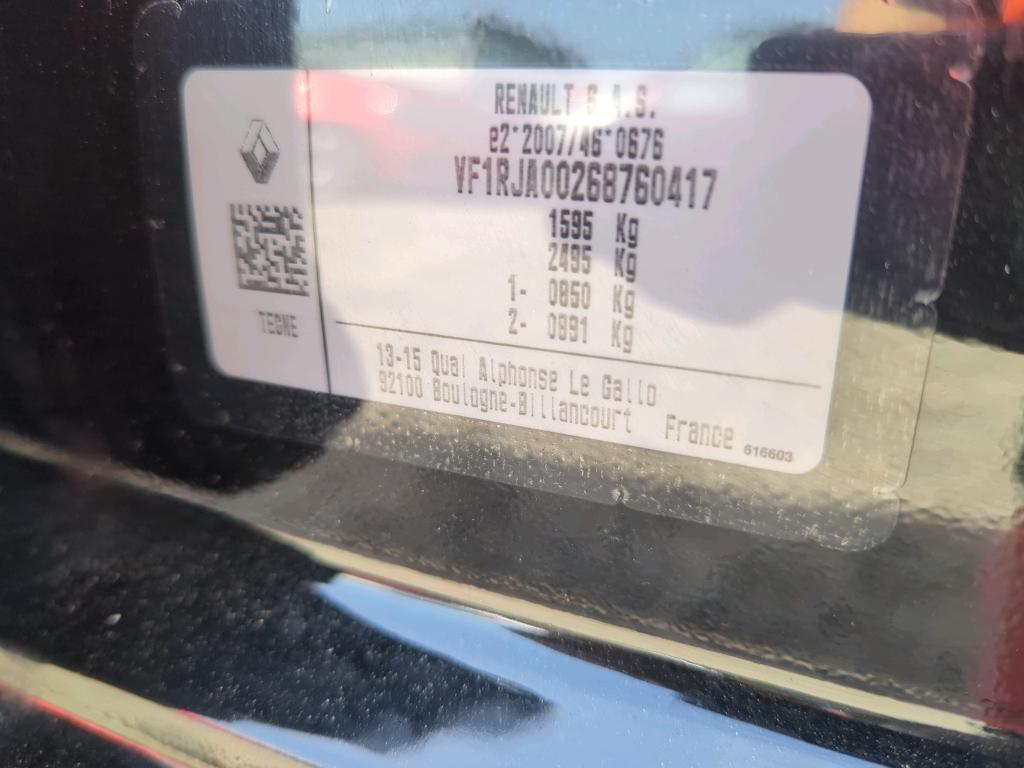 RENAULT S.A.S.
e2*2007/46*0676
VF1RJA00268760417
1595 Kg
2495 Kg
1- 0850 Kg
2- 0891 Kg
TEGNE
13-15 Quai Alphonse Le Gallo
92100 Boulogne-Billancourt France
616603